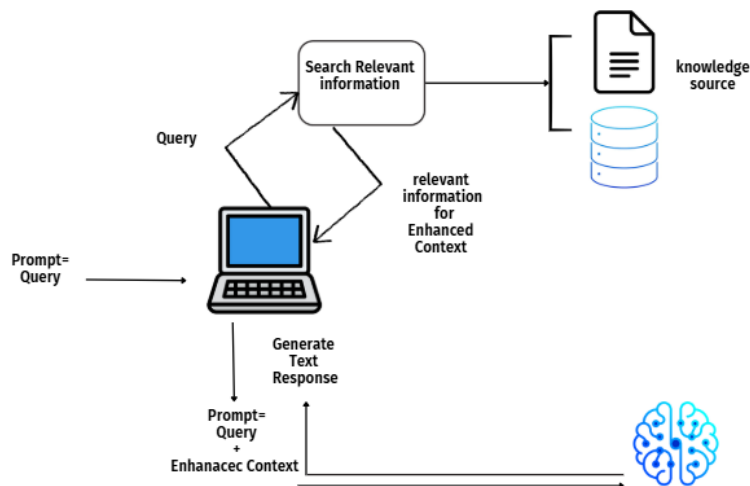 Search Relevant
information
knowledge
source
Query
relevant
information
for
Enhanced
Context
Prompt=
Query
Generate
Text
Response
Prompt=
Query
+
Enhanacec Context